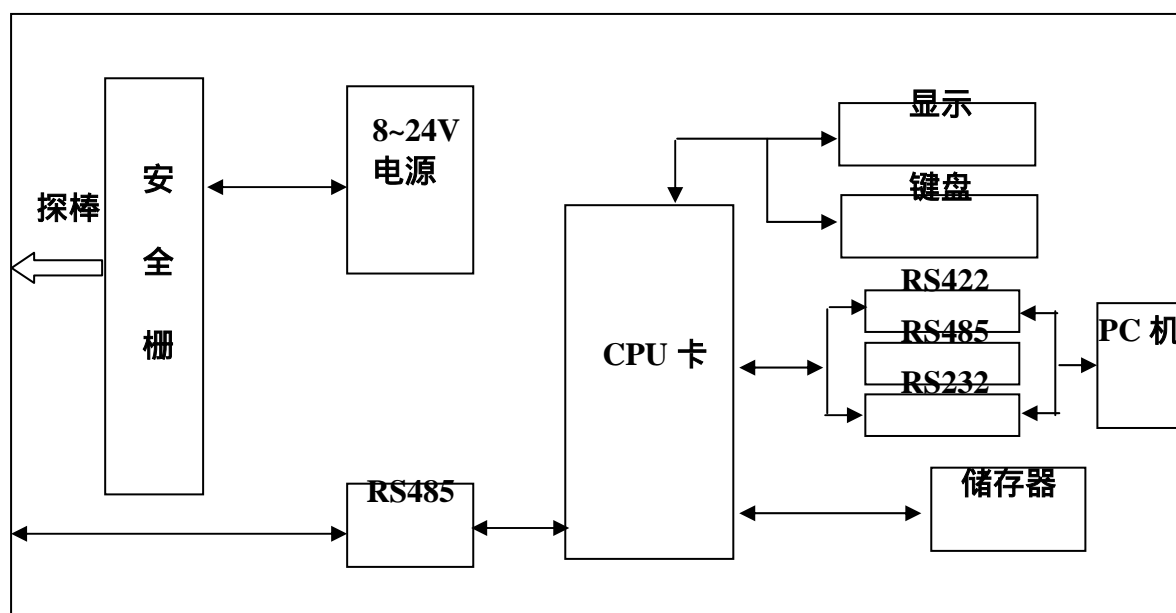 探棒
安
全
栅
8~24V
电源
RS485
CPU 卡
显示
键盘
RS422
RS485
RS232
PC 机
储存器